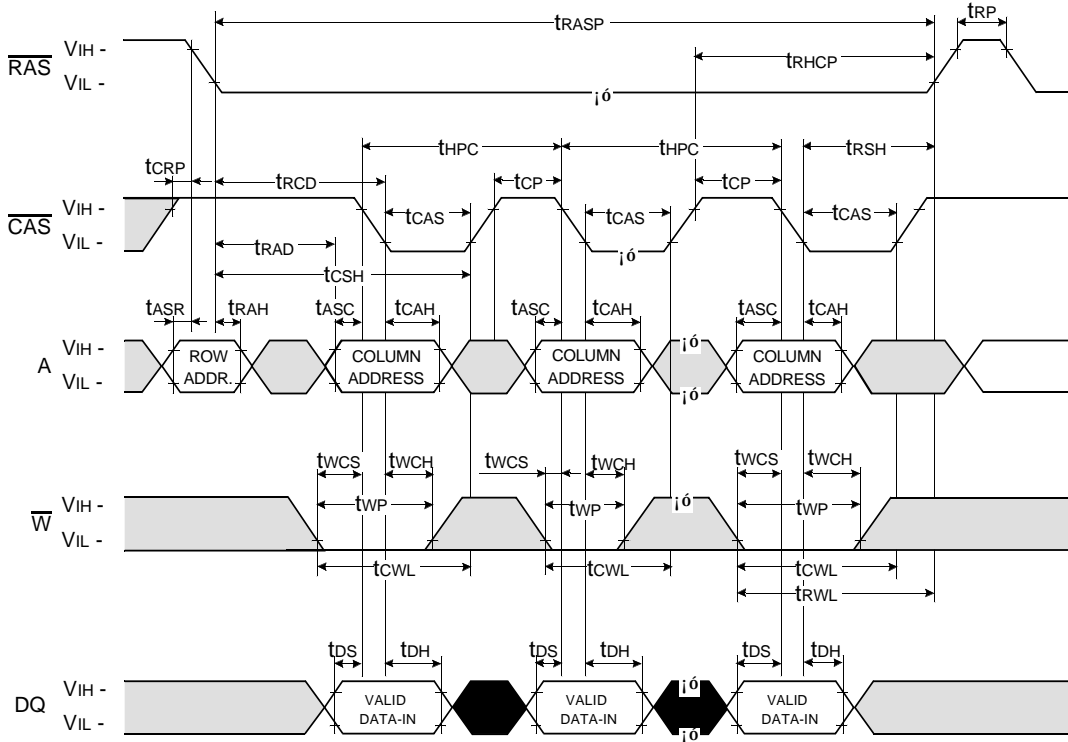 tRASP tRP
VIH -
RAS
VIL -
tRHCP
¡ó
tHPC tHPC tRSH
tCRP tRCD tCP tCP
VIH -
CAS
VIL -
tCAS tCAS tCAS
¡ó
tRAD
tCSH
tASR tRAH tASC tCAH tASC tCAH tASC tCAH
VIH -
A
VIL -
ROW
ADDR.
COLUMN
ADDRESS
COLUMN
ADDRESS
¡ó
¡ó
COLUMN
ADDRESS
tWCS tWCH tWCS tWCH tWCS tWCH
VIH -
W
VIL -
tWP tWP ¡ó tWP
tCWL tCWL tCWL
tRWL
tDS tDH tDS tDH tDS tDH
VIH -
DQ
VIL -
VALID
DATA-IN
VALID
DATA-IN
¡ó
¡ó
VALID
DATA-IN